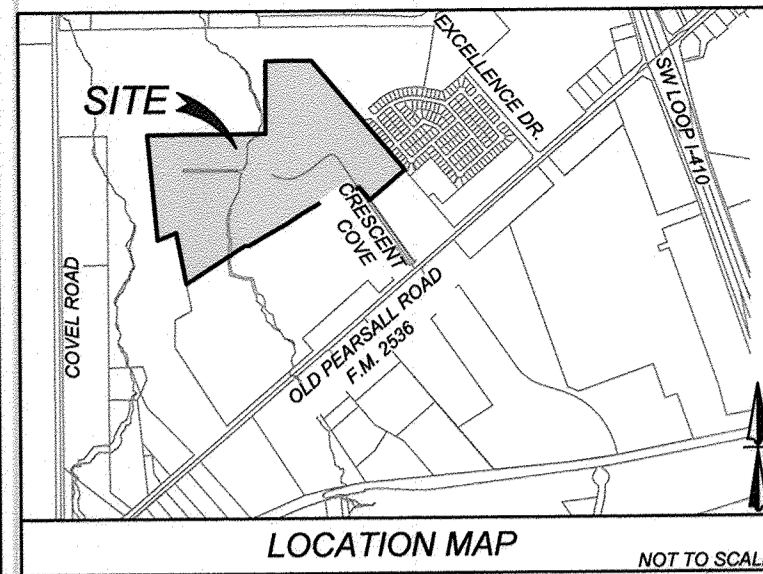 EXCELLENCE DR.
SITE
SW LOOP I-410
CRESCENT
COVE
COVEL ROAD
OLD PEARSALL ROAD
F.M. 2536
LOCATION MAP
NOT TO SCAL